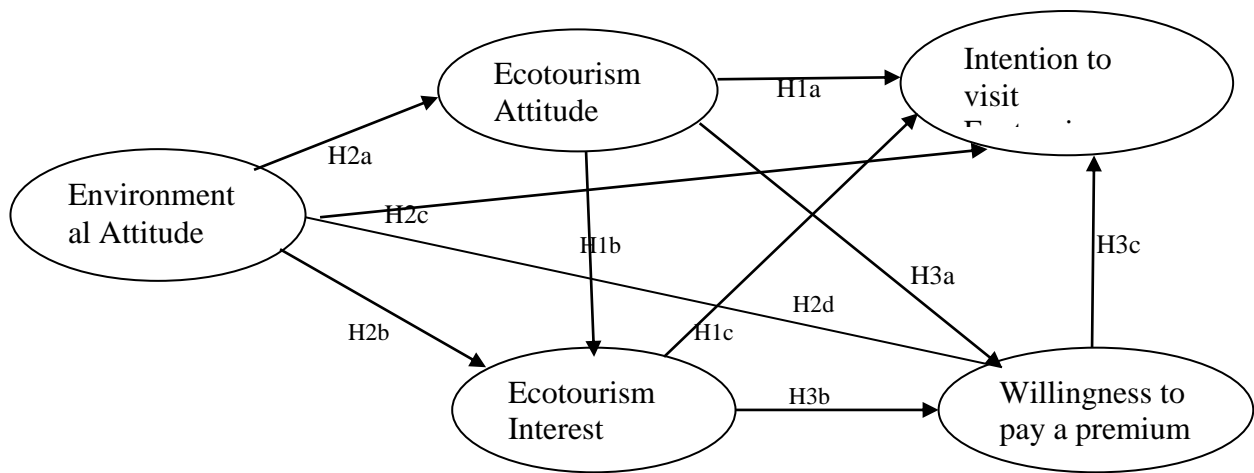 Ecotourism
Attitude
Intention to
visit
H1a
H2a
Environment
al Attitude
H2c
H1b
H3c
H3a
H2d
H2b
H1c
Ecotourism
Interest
H3b
Willingness to
pay a premium